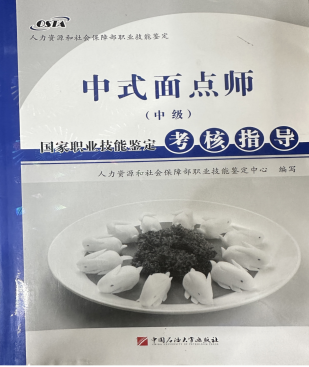 OSTA
人力资源和社会保障部职业技能鉴定
中式面点师
(中级)
国家职业技能鉴定 考核指导
人力资源和社会保障部职业技能鉴定中心 编写
中国石油大学出版社